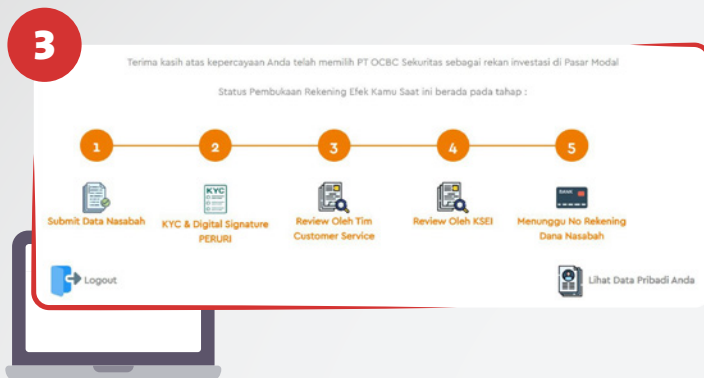 3
Terima kasih atas kepercayaan Anda telah memilih PT OCBC Sekuritas sebagai rekan investasi di Pasar Modal
Status Pembukaan Rekening Efek Kamu Saat ini berada pada tahap :
1 2 3 4 5
KYC
BANK
Submit Data Nasabah
KYC & Digital Signature
PERURI
Review Oleh Tim
Customer Service
Review Oleh KSEI
Menunggu No Rekening
Dana Nasabah
Logout
Lihat Data Pribadi Anda